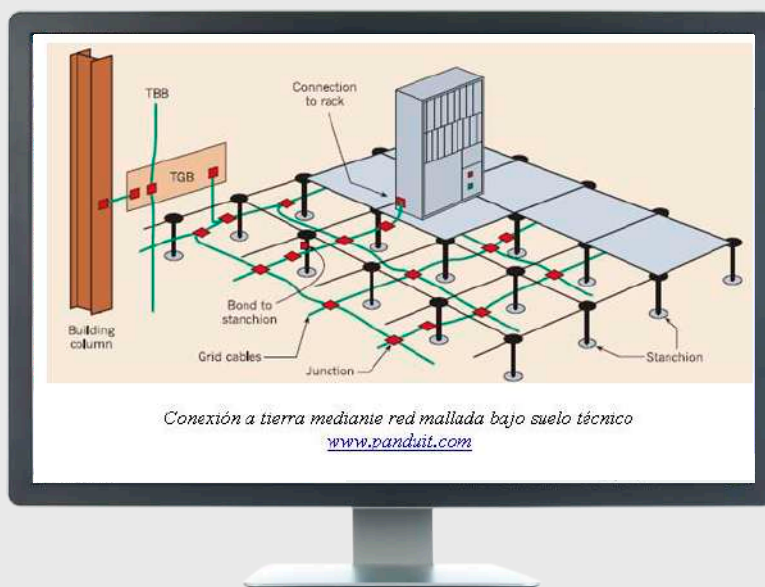 TBB
Connection
to rack
TGB
Bond to
stanchion
Building
column
Grid cables
Junction
Stanchion
Conexión a tierra mediante red mallada bajo suelo técnico
www.panduit.com